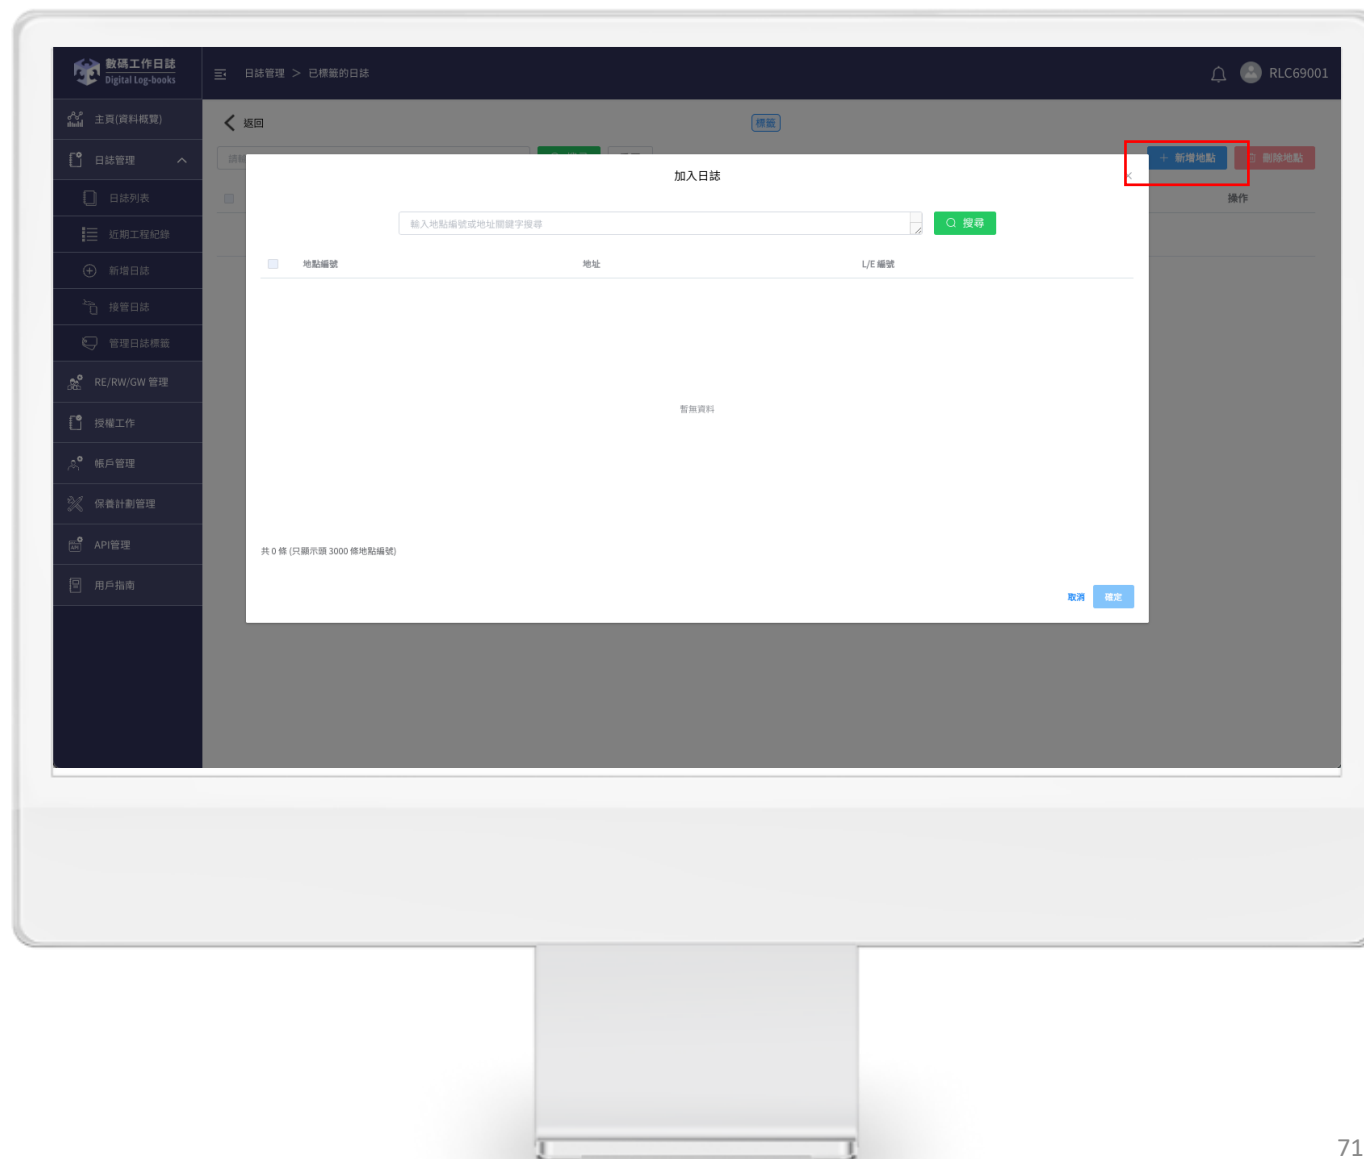 數碼工作日誌
Digital Log-books
日誌管理 > 已標籤的日誌
RLC69001
主頁(資料概覽)
日誌管理
日誌列表
近期工程紀錄
新增日誌
接管日誌
管理日誌標籤
RE/RW/GW 管理
授權工作
帳戶管理
保養計劃管理
API管理
用戶指南
返回
標籤
+ 新增地點
刪除地點
操作
加入日誌
輸入地點編號或地址關鍵字搜尋
搜尋
地點編號 地址 L/E 編號
暫無資料
共 0 條 (只顯示頭 3000 條地點編號)
取消 確定
71